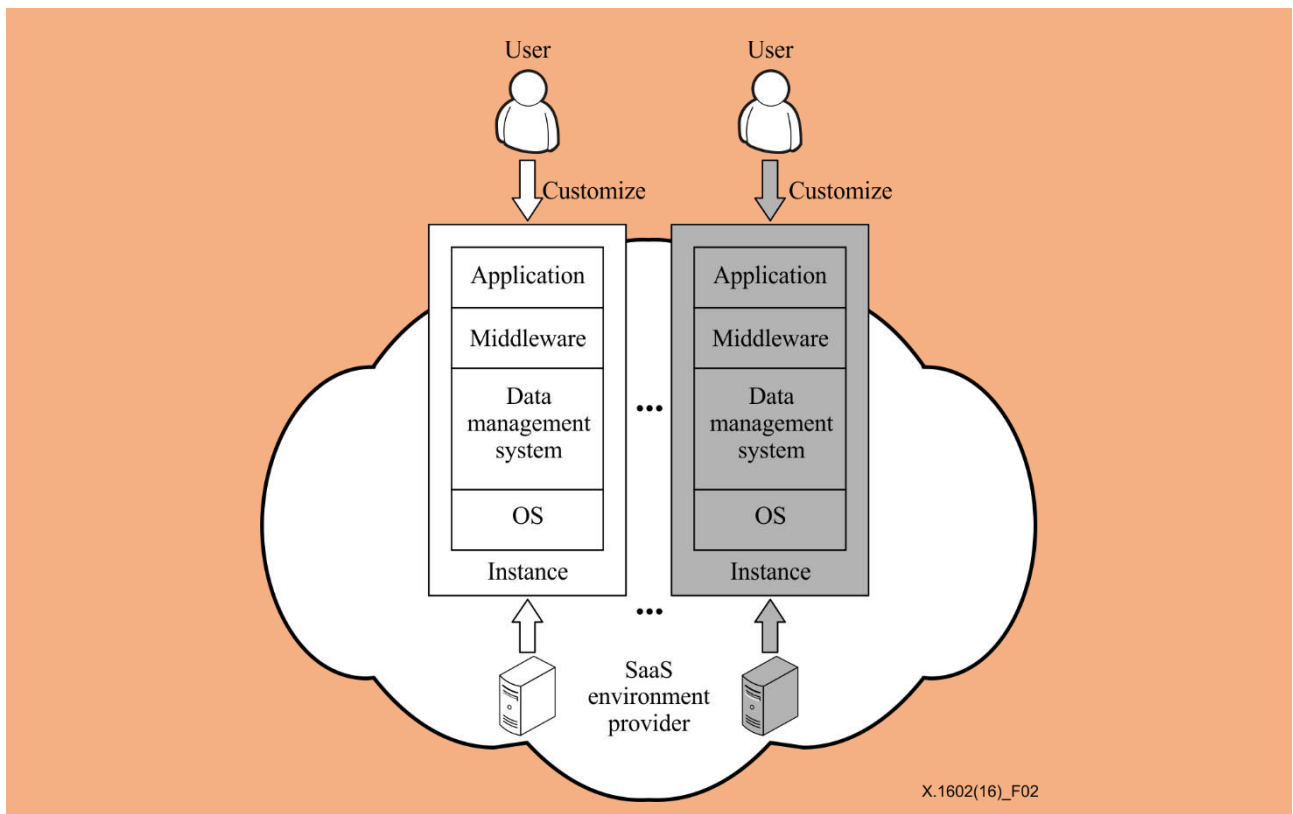 User
User
Customize
Customize
Application
Application
Middleware
Middleware
Data
management
system
Data
management
system
...
OS
OS
Instance
Instance
...
SaaS
environment
provider
X.1602(16)_F02